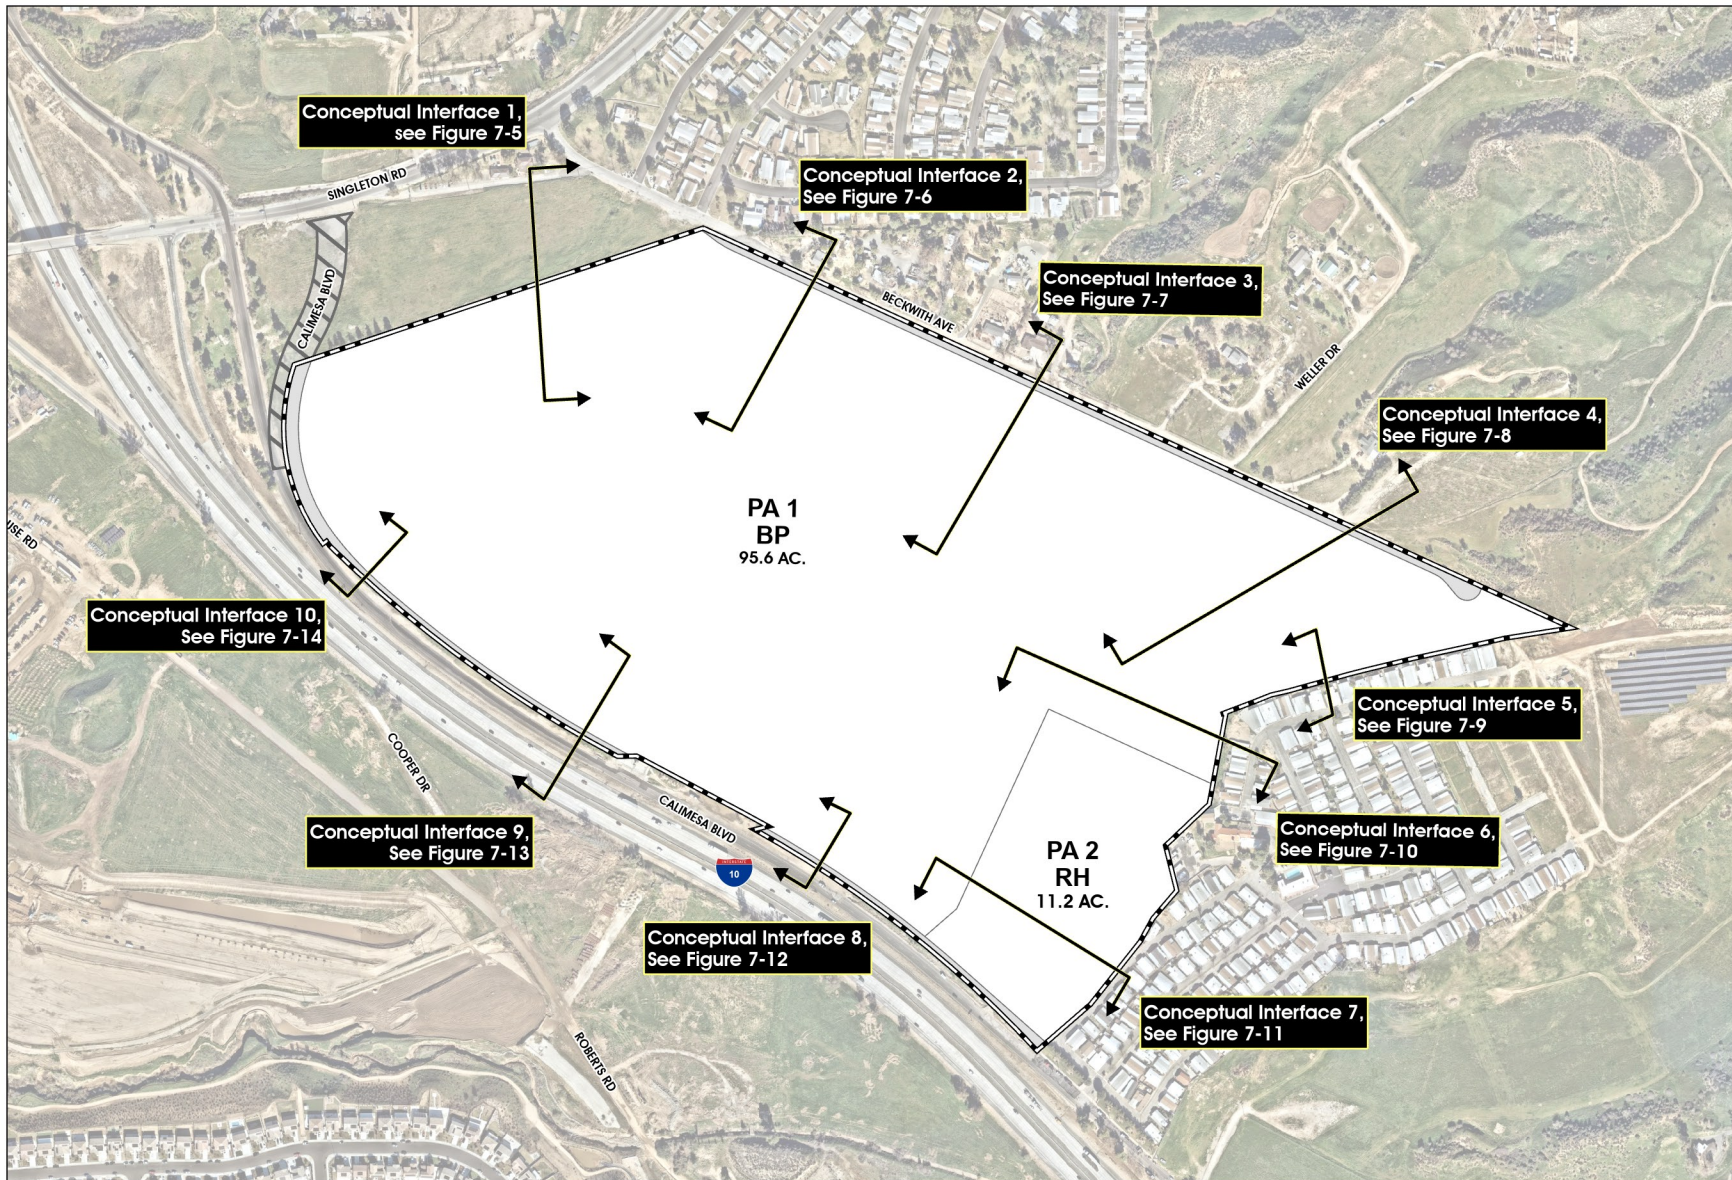 Conceptual Interface 1,
see Figure 7-5
SINGLETON RD
Conceptual Interface 2,
See Figure 7-6
CALIMESA BLVD
BECKWITH AVE
Conceptual Interface 3,
See Figure 7-7
WELLER DR
Conceptual Interface 4,
See Figure 7-8
PA 1
BP
95.6 AC.
USE RD
Conceptual Interface 10,
See Figure 7-14
Conceptual Interface 5,
See Figure 7-9
COOPER DR
CALIMESA BLVD
Conceptual Interface 9,
See Figure 7-13
INTERSTATE
10
PA 2
RH
11.2 AC.
Conceptual Interface 6,
See Figure 7-10
Conceptual Interface 8,
See Figure 7-12
Conceptual Interface 7,
See Figure 7-11
ROBERTS RD